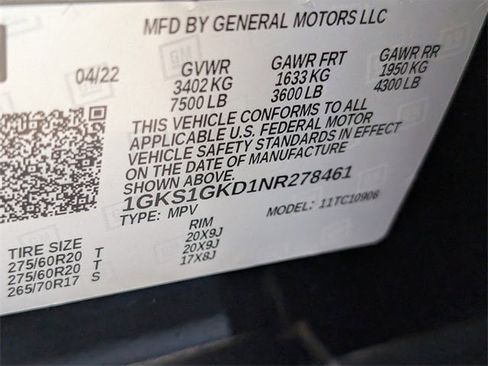 MFD BY GENERAL MOTORS LLC
04/22 GVWR GAWR FRT GAWR RR
3402 KG 1633 KG 1950 KG
7500 LB 3600 LB 4300 LB
THIS VEHICLE CONFORMS TO ALL
APPLICABLE U.S. FEDERAL MOTOR
VEHICLE SAFETY STANDARDS IN EFFECT
ON THE DATE OF MANUFACTURE
SHOWN ABOVE.
1GKS1GKD1NR278461
TYPE: MPV MODEL: 11TC10906
TIRE SIZE RIM
275/60R20 T 20X9J
275/60R20 T 20X9J
265/70R17 S 17X8J